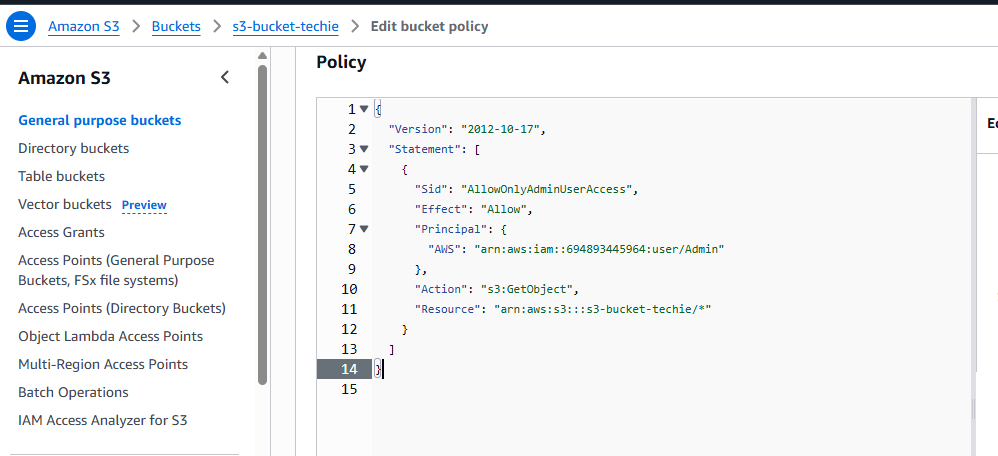 Amazon S3 > Buckets > s3-bucket-techie > Edit bucket policy
Amazon S3
General purpose buckets
Directory buckets
Table buckets
Vector buckets Preview
Access Grants
Access Points (General Purpose
Buckets, FSx file systems)
Access Points (Directory Buckets)
Object Lambda Access Points
Multi-Region Access Points
Batch Operations
IAM Access Analyzer for S3
Policy
1 {
2 "Version": "2012-10-17",
3 "Statement": [
4 {
5 "Sid": "AllowOnlyAdminUserAccess",
6 "Effect": "Allow",
7 "Principal": {
8 "AWS": "arn:aws:iam::694893445964:user/Admin"
9 },
10 "Action": "s3:GetObject",
11 "Resource": "arn:aws:s3:::s3-bucket-techie/*"
12 }
13 ]
14 }
15